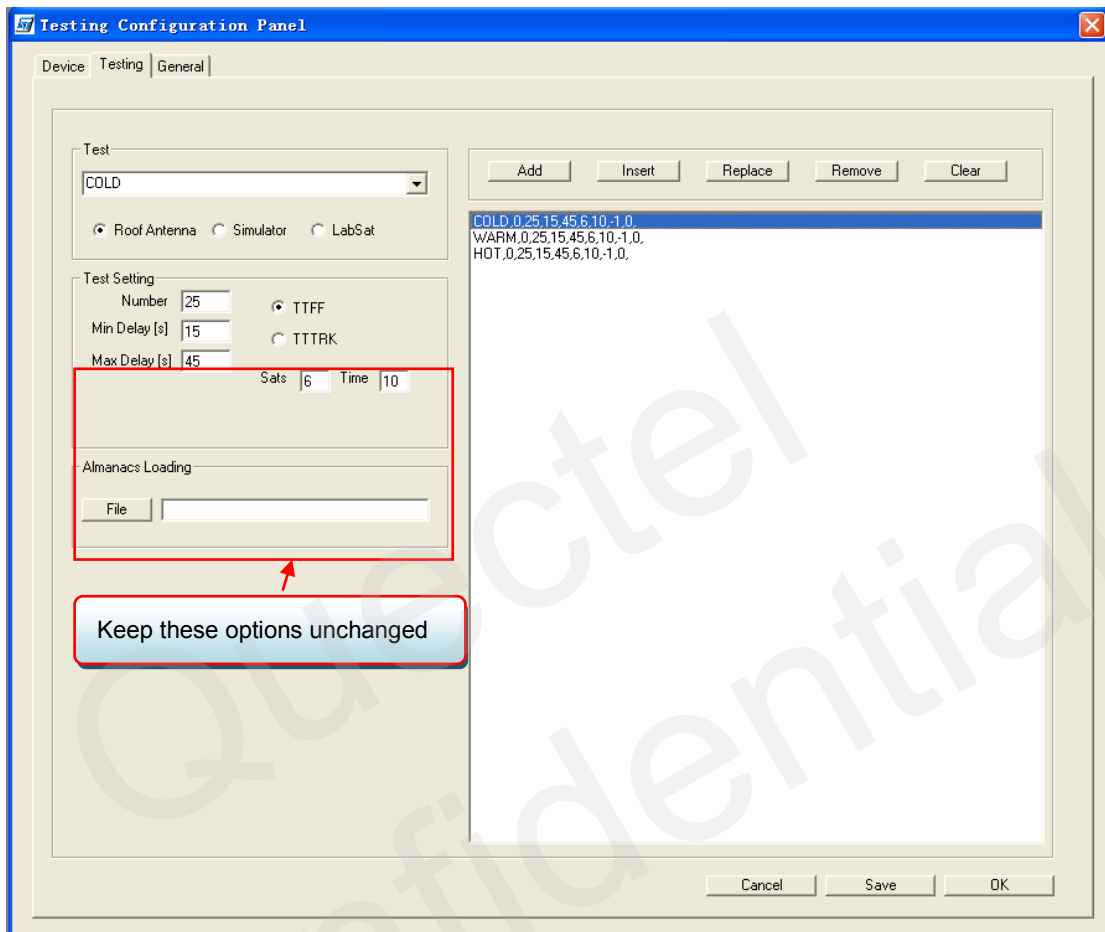 Testing Configuration Panel
Device Testing General
Test
COLD
Roof Antenna Simulator LabSat
Test Setting
Number 25
TTFF
Min Delay [s] 15
TTTRK
Max Delay [s] 45
Sats 6 Time 10
Almanacs Loading
File
Keep these options unchanged
Add Insert Replace Remove Clear
COLD,0,25,15,45,6,10,-1,0,
WARM,0,25,15,45,6,10,-1,0,
HOT,0,25,15,45,6,10,-1,0,
Cancel Save OK
Quectel
nfidential